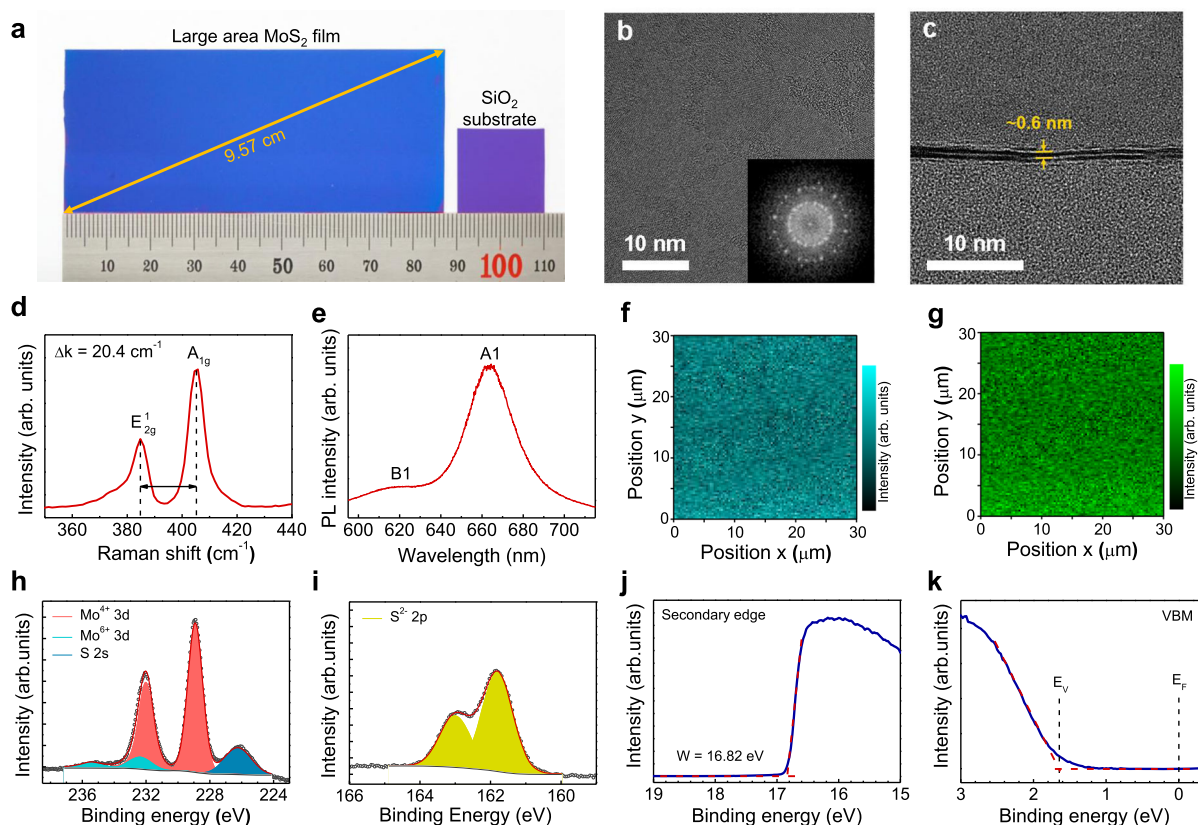 a
Large area MoS₂ film
SiO₂
substrate
9.57 cm
10 20 30 40 50 60 70 80 90 100 110
b
10 nm
c
~0.6 nm
10 nm
d
Δk = 20.4 cm⁻¹
A₁g
E¹₂g
Intensity (arb. units)
360 380 400 420 440
Raman shift (cm⁻¹)
e
A1
B1
PL intensity (arb. units)
600 620 640 660 680 700
Wavelength (nm)
f
30
20
10
0
Position y (μm)
0 10 20 30
Position x (μm)
Intensity (arb. units)
g
30
20
10
0
Position y (μm)
0 10 20 30
Position x (μm)
Intensity (arb. units)
h
Mo⁴⁺ 3d
Mo⁶⁺ 3d
S 2s
Intensity (arb.units)
236 232 228 224
Binding energy (eV)
i
S²⁻ 2p
Intensity (arb.units)
166 164 162 160
Binding Energy (eV)
j
Secondary edge
W = 16.82 eV
Intensity (arb.units)
19 18 17 16 15
Binding energy (eV)
k
VBM
E_V
E_F
Intensity (arb.units)
3 2 1 0
Binding energy (eV)